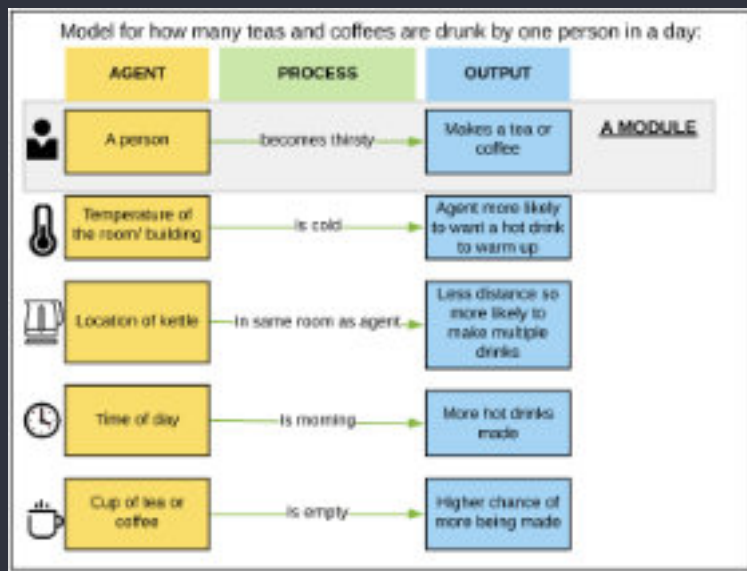 Model for how many teas and coffees are drunk by one person in a day:
AGENT
PROCESS
OUTPUT
A person
becomes thirsty
Makes a tea or
coffee
A MODULE
Temperature of
the room/ building
Is cold
Agent more likely
to want a hot drink
to warm up
Location of kettle
In same room as agent
Less distance so
more likely to
make multiple
drinks
Time of day
Is morning
More hot drinks
made
Cup of tea or
coffee
Is empty
Higher chance of
more being made